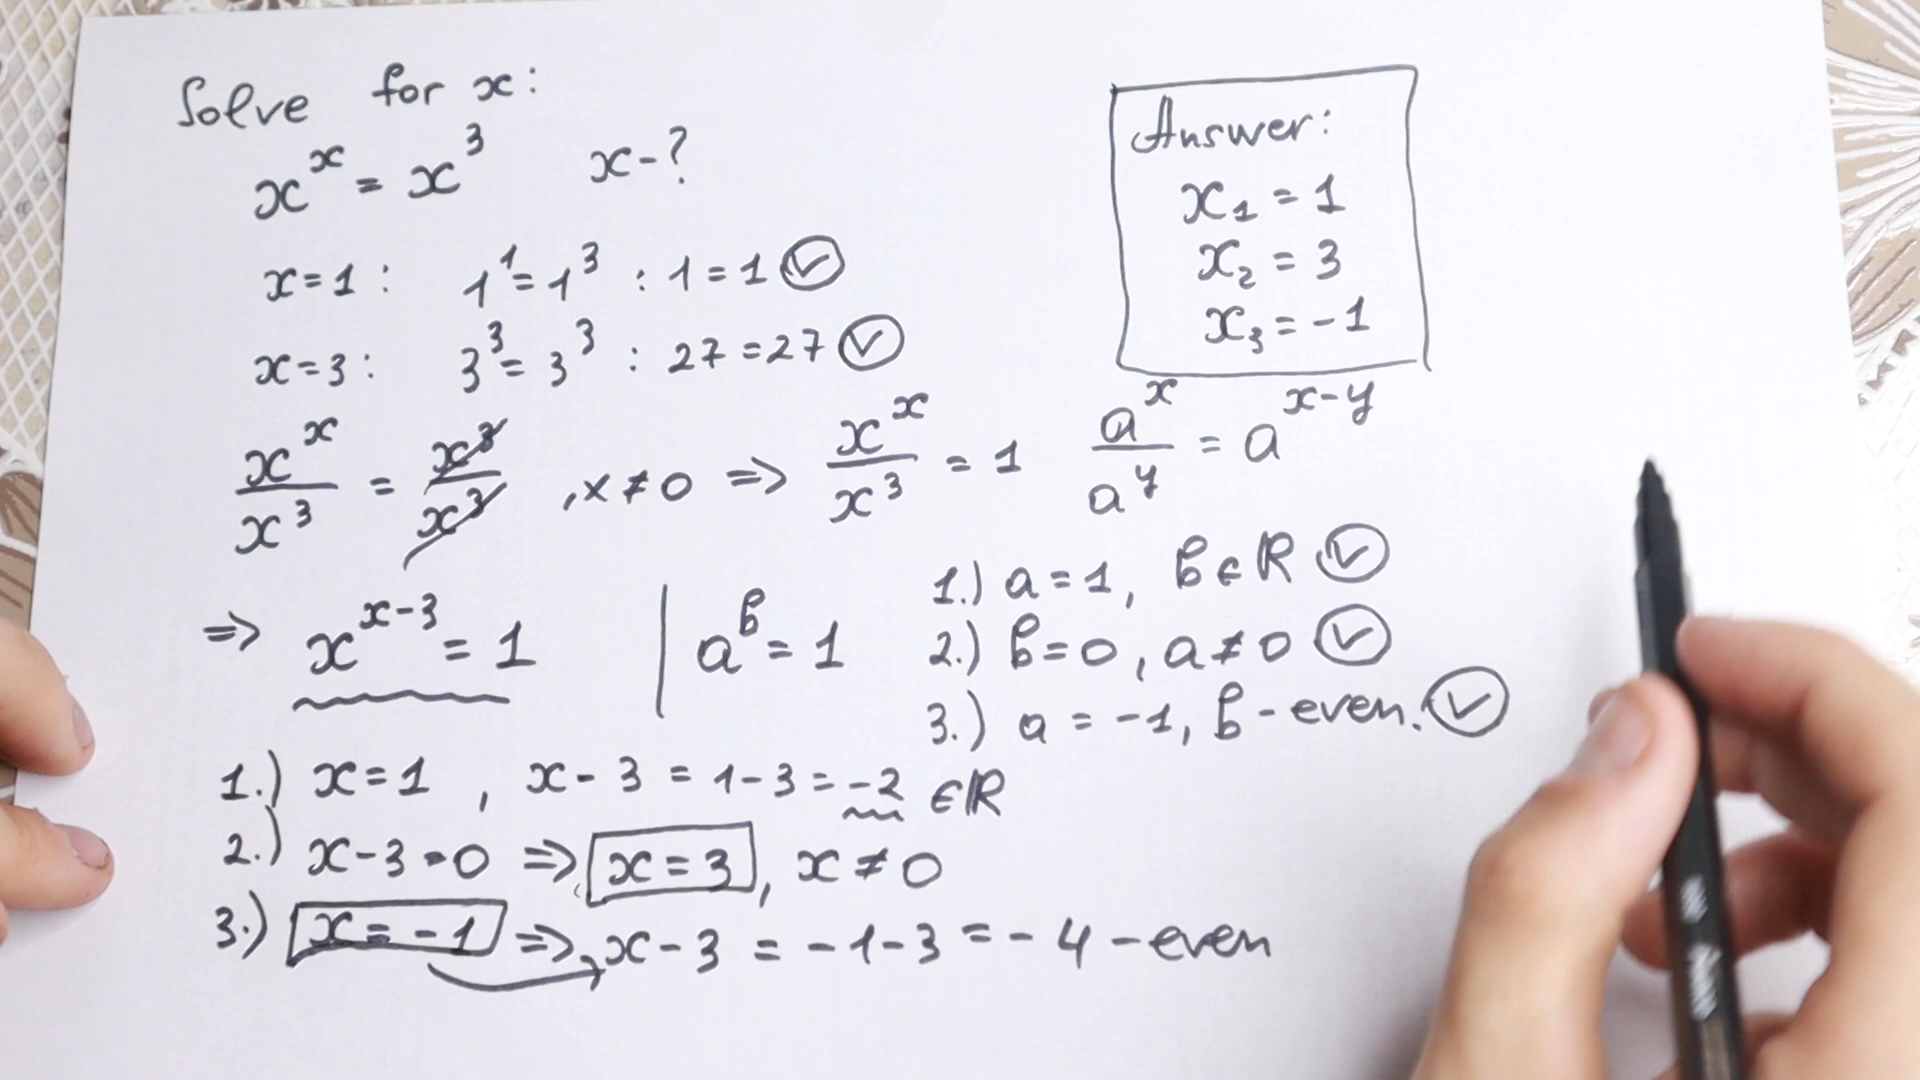 Solve for x:
x^x = x^3   x-?
x=1 : 1^1 = 1^3 : 1 = 1 ✓
x=3 : 3^3 = 3^3 : 27 = 27 ✓
x^x/x^3 = x^3/x^3 , x ≠ 0 => x^x/x^3 = 1
=> x^(x-3) = 1 | a^b = 1
1.) x=1 , x-3 = 1-3 = -2 ∈ ℝ
2.) x-3=0 => x=3 , x ≠ 0
3.) x=-1 => x-3 = -1-3 = -4 - even
Answer:
x₁ = 1
x₂ = 3
x₃ = -1
a^x/a^y = a^(x-y)
1.) a=1, b∈ℝ ✓
2.) b=0, a≠0 ✓
3.) a = -1, b - even. ✓